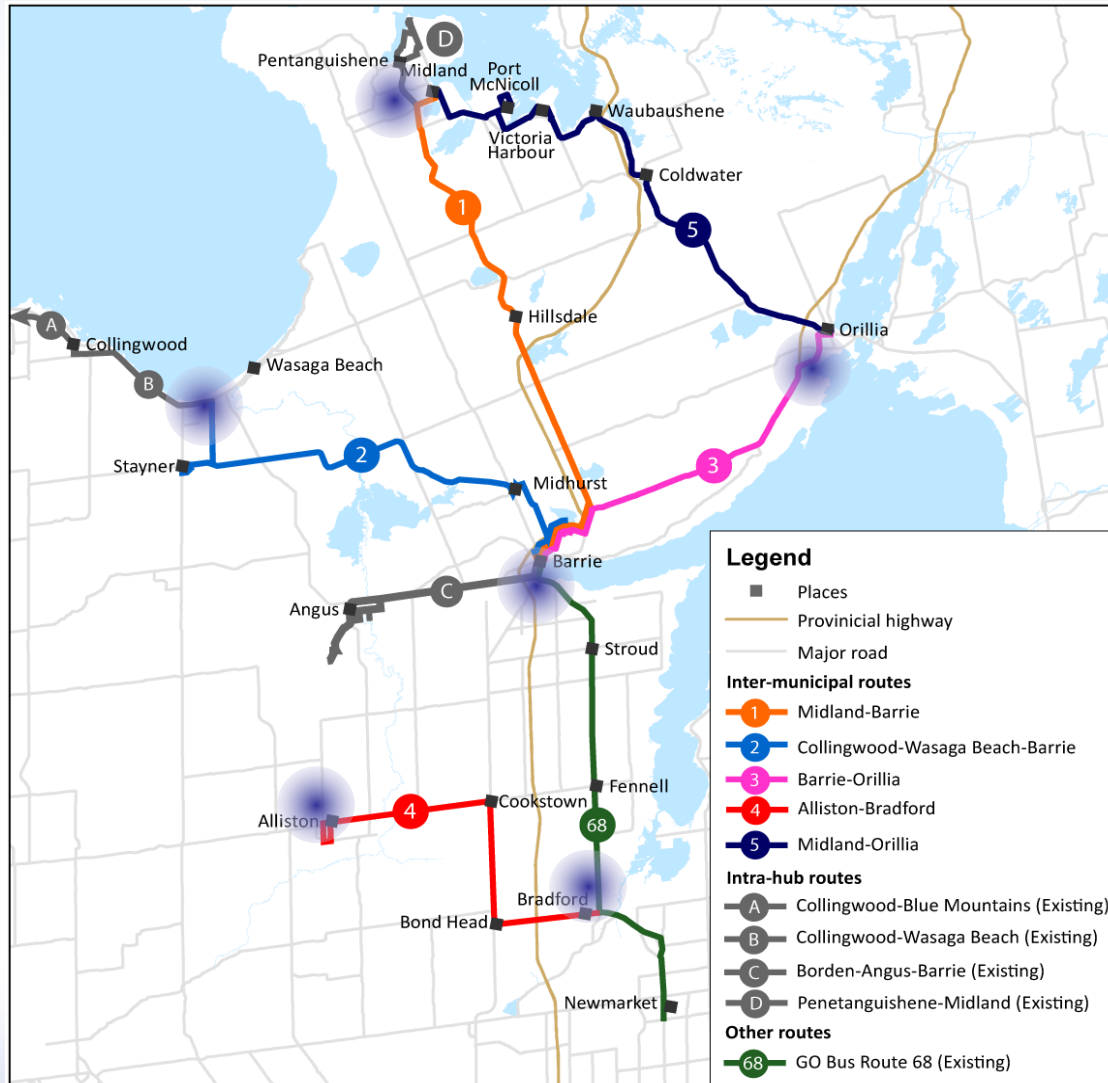 D
Pentanguishene
Midland
Port
McNicoll
Waubaushene
Victoria
Harbour
Coldwater
1
5
Hillsdale
Orillia
A
Collingwood
Wasaga Beach
B
Stayner
2
Midhurst
3
Barrie
C
Angus
Stroud
Fennell
Cookstown
Alliston
4
68
Bradford
Bond Head
Newmarket
Legend
Places
Provinicial highway
Major road
Inter-municipal routes
1 Midland-Barrie
2 Collingwood-Wasaga Beach-Barrie
3 Barrie-Orillia
4 Alliston-Bradford
5 Midland-Orillia
Intra-hub routes
A Collingwood-Blue Mountains (Existing)
B Collingwood-Wasaga Beach (Existing)
C Borden-Angus-Barrie (Existing)
D Penetanguishene-Midland (Existing)
Other routes
68 GO Bus Route 68 (Existing)